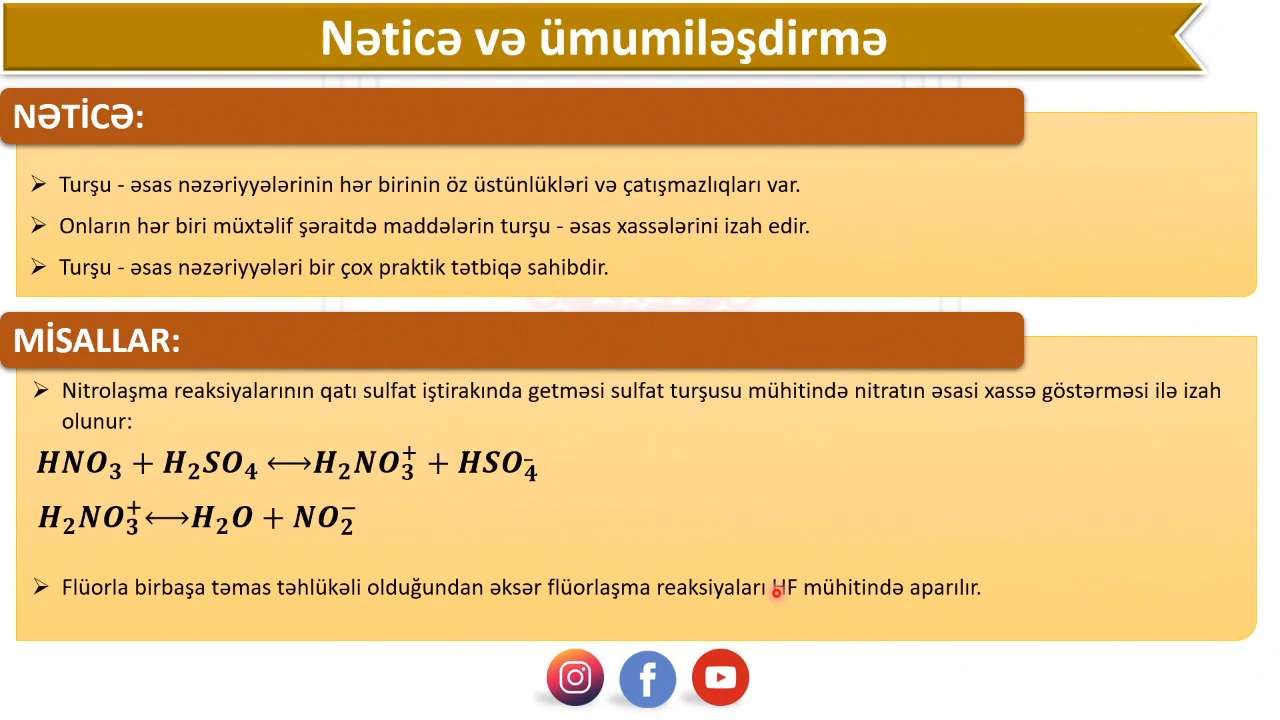 Nəticə və ümumiləşdirmə
NƏTİCƏ:
➢ Turşu - əsas nəzəriyyələrinin hər birinin öz üstünlükləri və çatışmazlıqları var.
➢ Onların hər biri müxtəlif şəraitdə maddələrin turşu - əsas xassələrini izah edir.
➢ Turşu - əsas nəzəriyyələri bir çox praktik tətbiqə sahibdir.
MİSALLAR:
➢ Nitrolaşma reaksiyalarının qatı sulfat iştirakında getməsi sulfat turşusu mühitində nitratın əsasi xassə göstərməsi ilə izah
olunur:
HNO₃ + H₂SO₄ ⟷ H₂NO₃⁺ + HSO₄⁻
H₂NO₃⁺ ⟷ H₂O + NO₂⁻
➢ Flüorla birbaşa təmas təhlükəli olduğundan əksər flüorlaşma reaksiyaları HF mühitində aparılır.